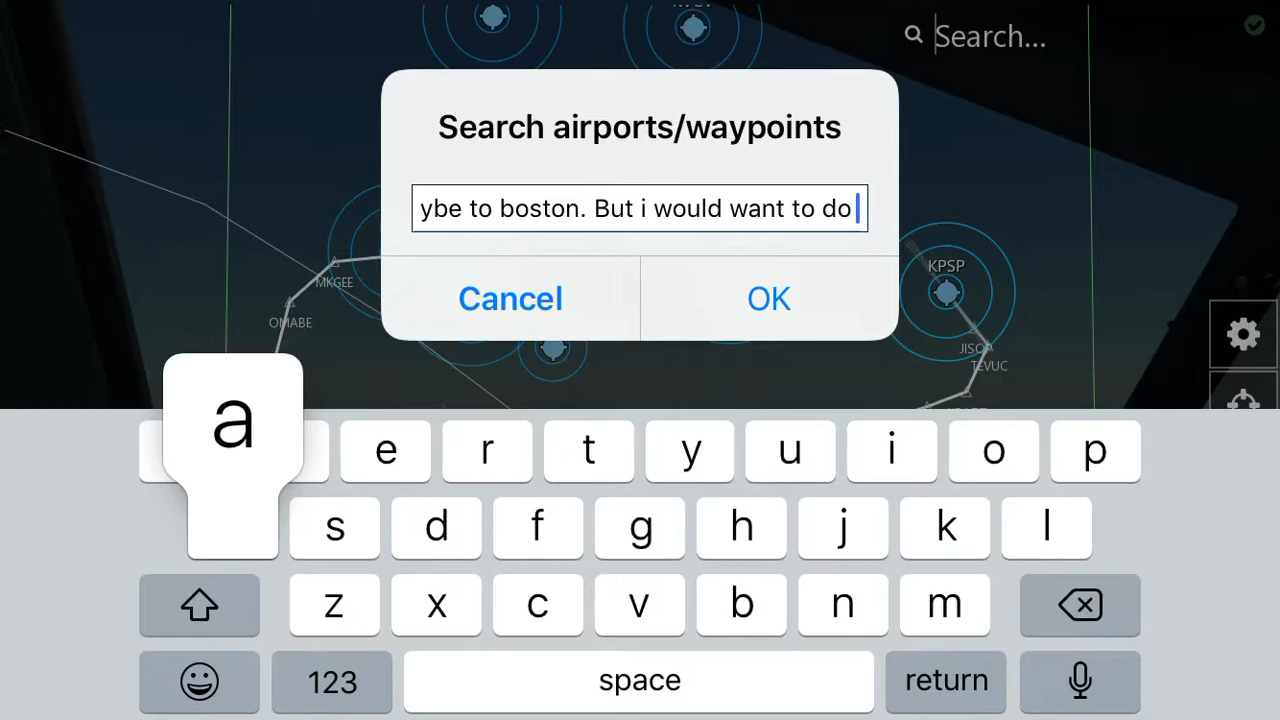 Search...
Search airports/waypoints
ybe to boston. But i would want to do
Cancel
OK
MKGEE
OMABE
KPSP
TEVUC
a
e r t y u i o p
s d f g h j k l
z x c v b n m
123
space
return